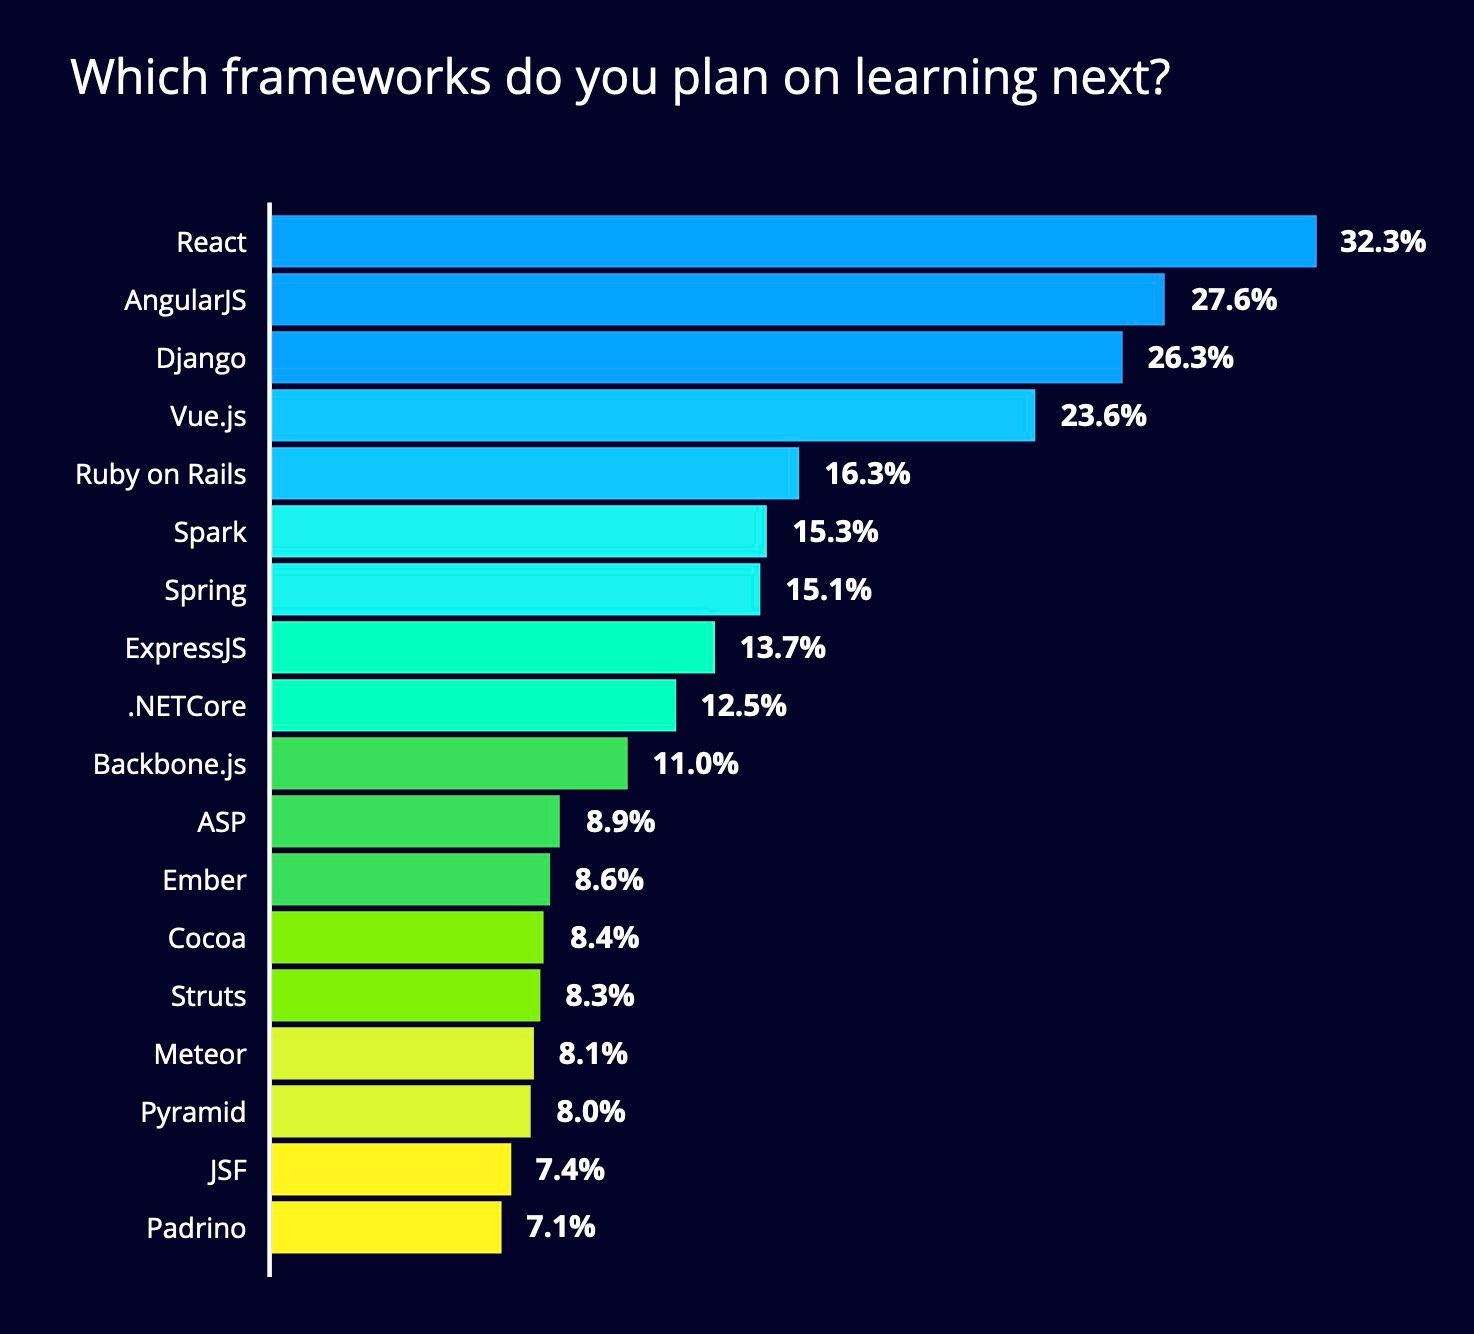 Which frameworks do you plan on learning next?
React 32.3%
AngularJS 27.6%
Django 26.3%
Vue.js 23.6%
Ruby on Rails 16.3%
Spark 15.3%
Spring 15.1%
ExpressJS 13.7%
.NETCore 12.5%
Backbone.js 11.0%
ASP 8.9%
Ember 8.6%
Cocoa 8.4%
Struts 8.3%
Meteor 8.1%
Pyramid 8.0%
JSF 7.4%
Padrino 7.1%